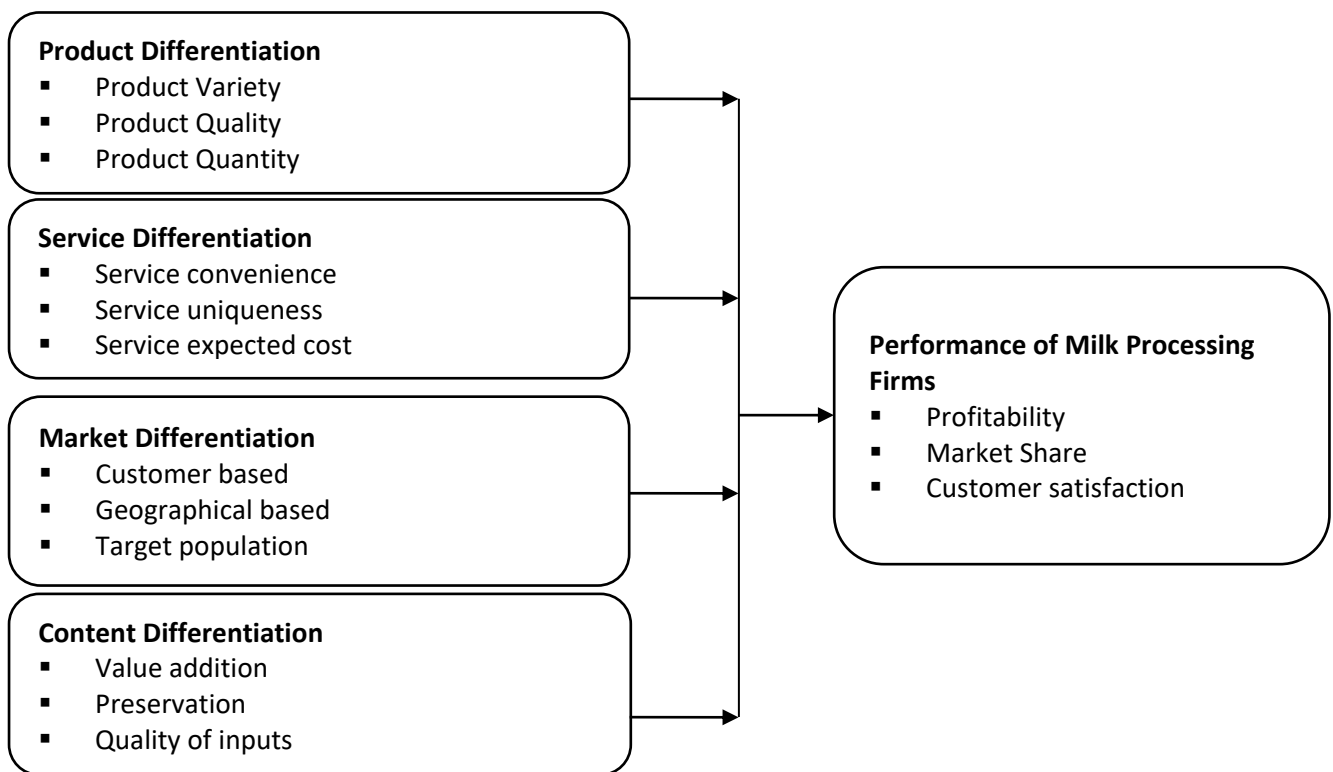 Product Differentiation
▪ Product Variety
▪ Product Quality
▪ Product Quantity
Service Differentiation
▪ Service convenience
▪ Service uniqueness
▪ Service expected cost
Market Differentiation
▪ Customer based
▪ Geographical based
▪ Target population
Content Differentiation
▪ Value addition
▪ Preservation
▪ Quality of inputs
Performance of Milk Processing
Firms
▪ Profitability
▪ Market Share
▪ Customer satisfaction